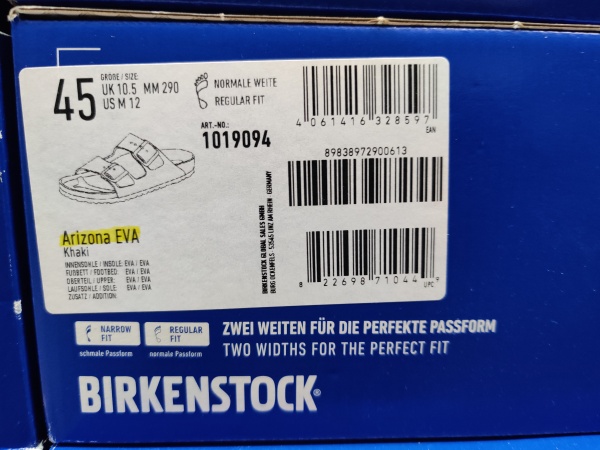 45
GRÖSSE / SIZE:
UK 10.5 MM 290
US M 12
NORMALE WEITE
REGULAR FIT
ART.-NO.:
1019094
4 061416 328597
EAN
89838972900613
Arizona EVA
Khaki
INNENSOHLE / INSOLE: EVA / EVA
FUSSBETT / FOOTBED: EVA / EVA
OBERTEIL / UPPER: EVA / EVA
LAUFSOHLE / SOLE: EVA / EVA
ZUSATZ / ADDITION:
BIRKENSTOCK GLOBAL SALES GMBH
BURG OCKENFELS · 53545 LINZ AM RHEIN GERMANY
8 22698 71044 9
UPC
NARROW FIT
REGULAR FIT
schmale Passform
normale Passform
ZWEI WEITEN FÜR DIE PERFEKTE PASSFORM
TWO WIDTHS FOR THE PERFECT FIT
BIRKENSTOCK®